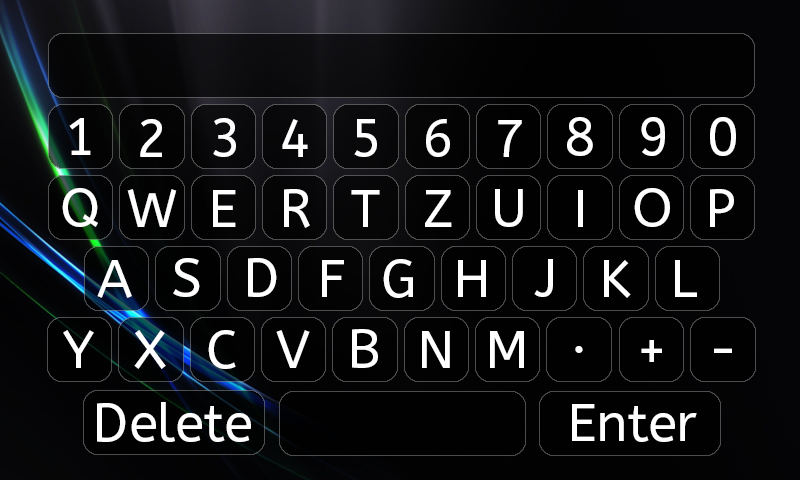 1 2 3 4 5 6 7 8 9 0
Q W E R T Z U I O P
A S D F G H J K L
Y X C V B N M · + -
Delete Enter